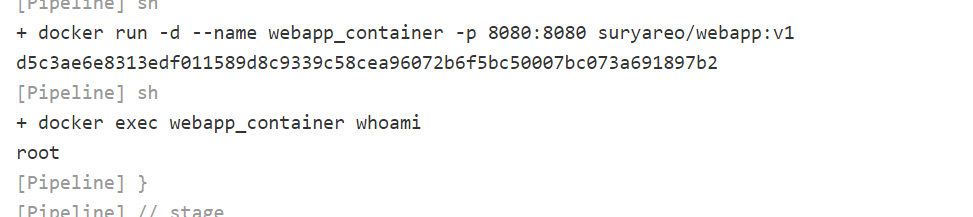 [Pipeline] sh
+ docker run -d --name webapp_container -p 8080:8080 suryareo/webapp:v1
d5c3ae6e8313edf011589d8c9339c58cea96072b6f5bc50007bc073a691897b2
[Pipeline] sh
+ docker exec webapp_container whoami
root
[Pipeline] }
[Pipeline] // stage